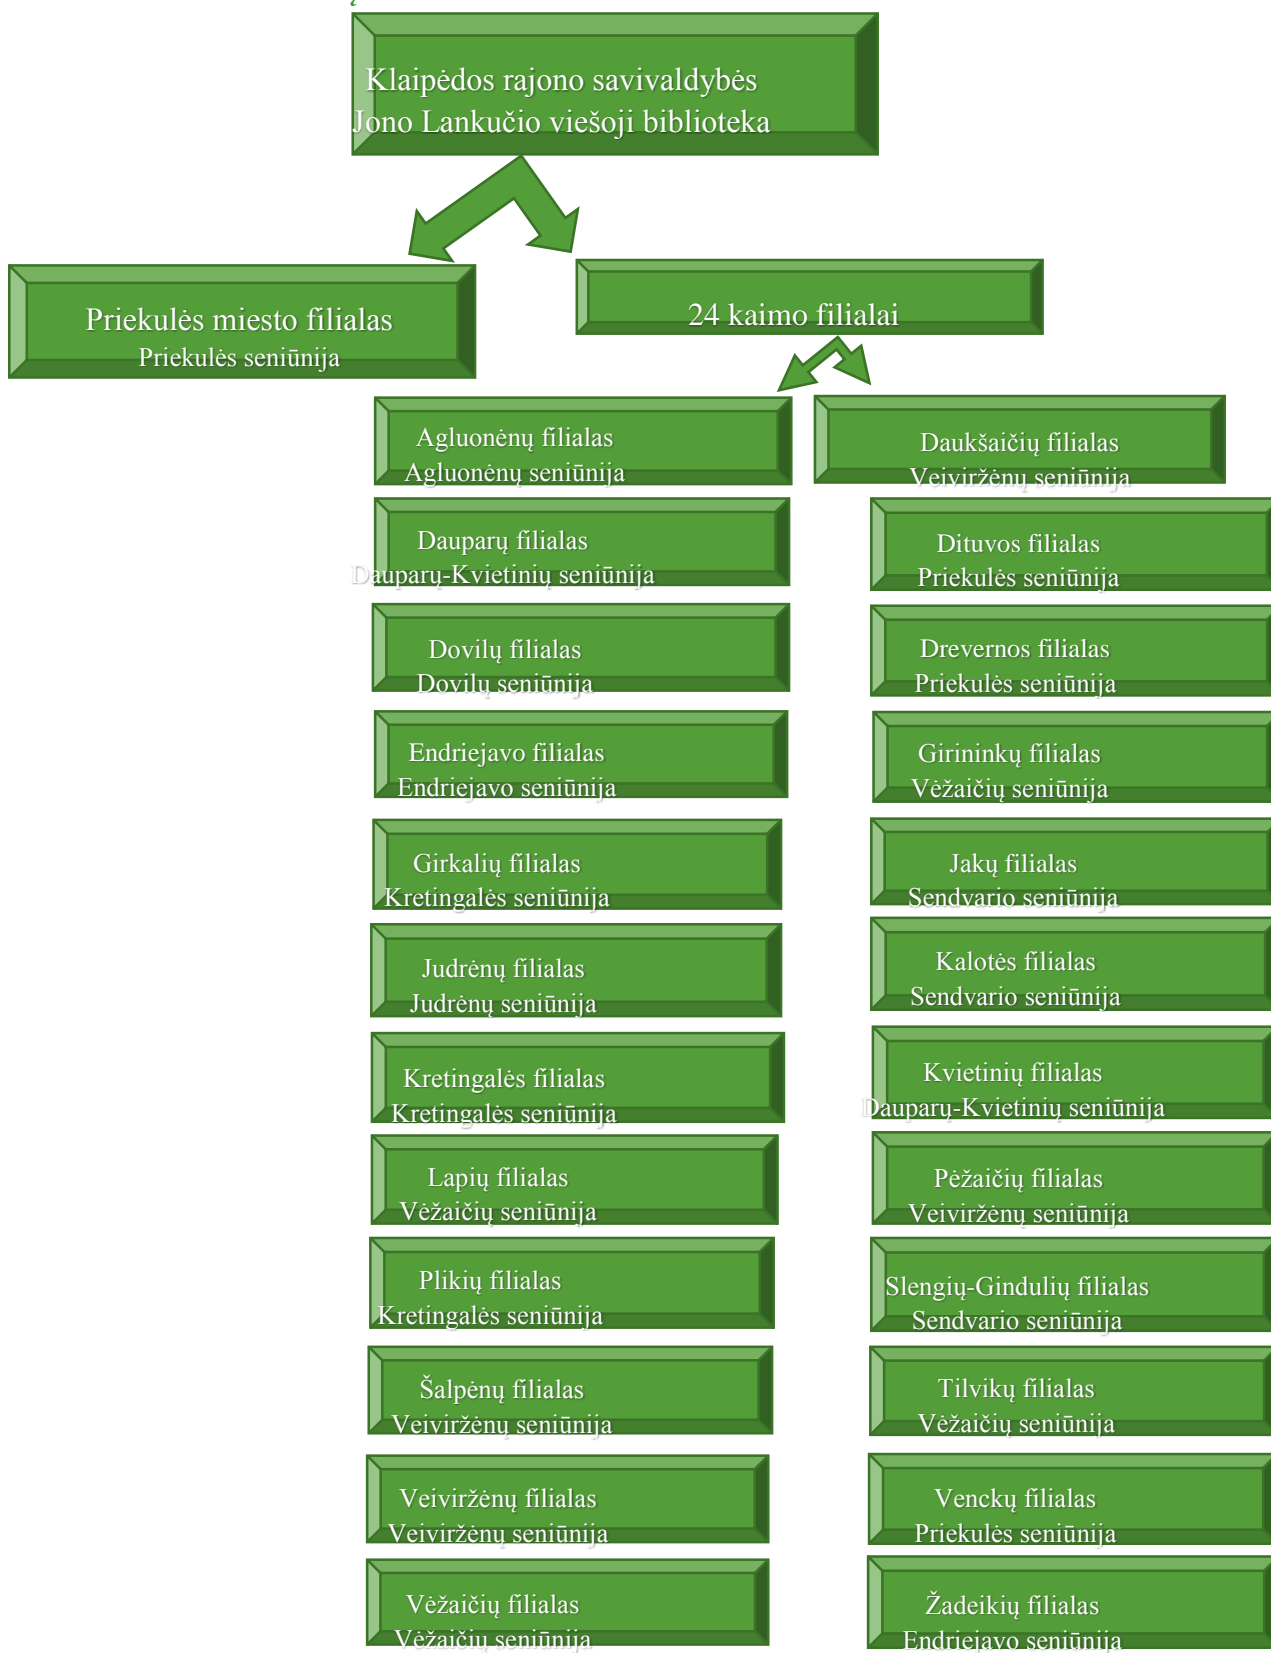 Klaipėdos rajono savivaldybės
Jono Lankučio viešoji biblioteka
Priekulės miesto filialas
Priekulės seniūnija
24 kaimo filialai
Agluonėnų filialas
Agluonėnų seniūnija
Daukšaičių filialas
Veiviržėnų seniūnija
Dauparų filialas
Dauparų-Kvietinių seniūnija
Dituvos filialas
Priekulės seniūnija
Dovilų filialas
Dovilų seniūnija
Drevernos filialas
Priekulės seniūnija
Endriejavo filialas
Endriejavo seniūnija
Girininkų filialas
Vėžaičių seniūnija
Girkalių filialas
Kretingalės seniūnija
Jakų filialas
Sendvario seniūnija
Judrėnų filialas
Judrėnų seniūnija
Kalotės filialas
Sendvario seniūnija
Kretingalės filialas
Kretingalės seniūnija
Kvietinių filialas
Dauparų-Kvietinių seniūnija
Lapių filialas
Vėžaičių seniūnija
Pėžaičių filialas
Veiviržėnų seniūnija
Plikių filialas
Kretingalės seniūnija
Slengių-Gindulių filialas
Sendvario seniūnija
Šalpėnų filialas
Veiviržėnų seniūnija
Tilvikų filialas
Vėžaičių seniūnija
Veiviržėnų filialas
Veiviržėnų seniūnija
Venckų filialas
Priekulės seniūnija
Vėžaičių filialas
Vėžaičių seniūnija
Žadeikių filialas
Endriejavo seniūnija